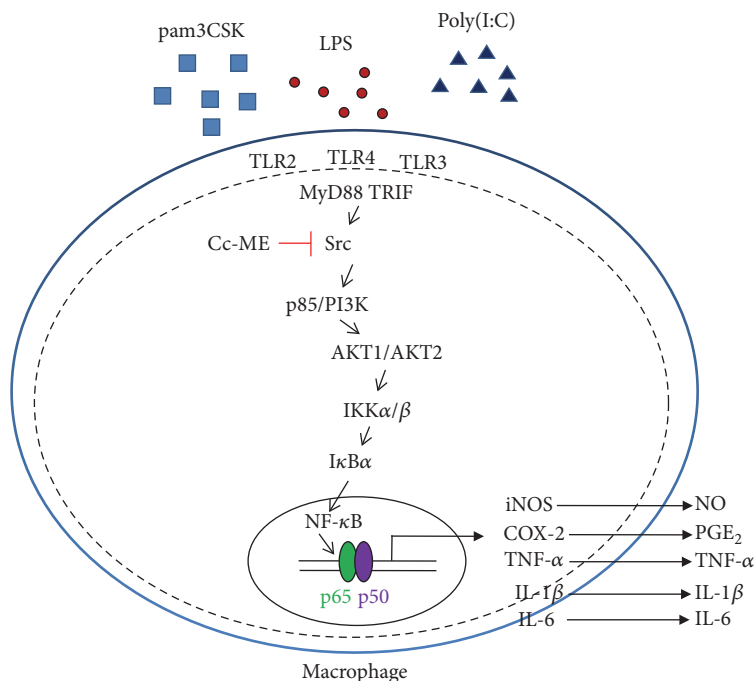 pam3CSK
LPS
Poly(I:C)
TLR2 TLR4 TLR3
MyD88 TRIF
Cc-ME Src
p85/PI3K
AKT1/AKT2
IKKα/β
IκBα
NF-κB
p65 p50
iNOS NO
COX-2 PGE₂
TNF-α TNF-α
IL-1β IL-1β
IL-6 IL-6
Macrophage